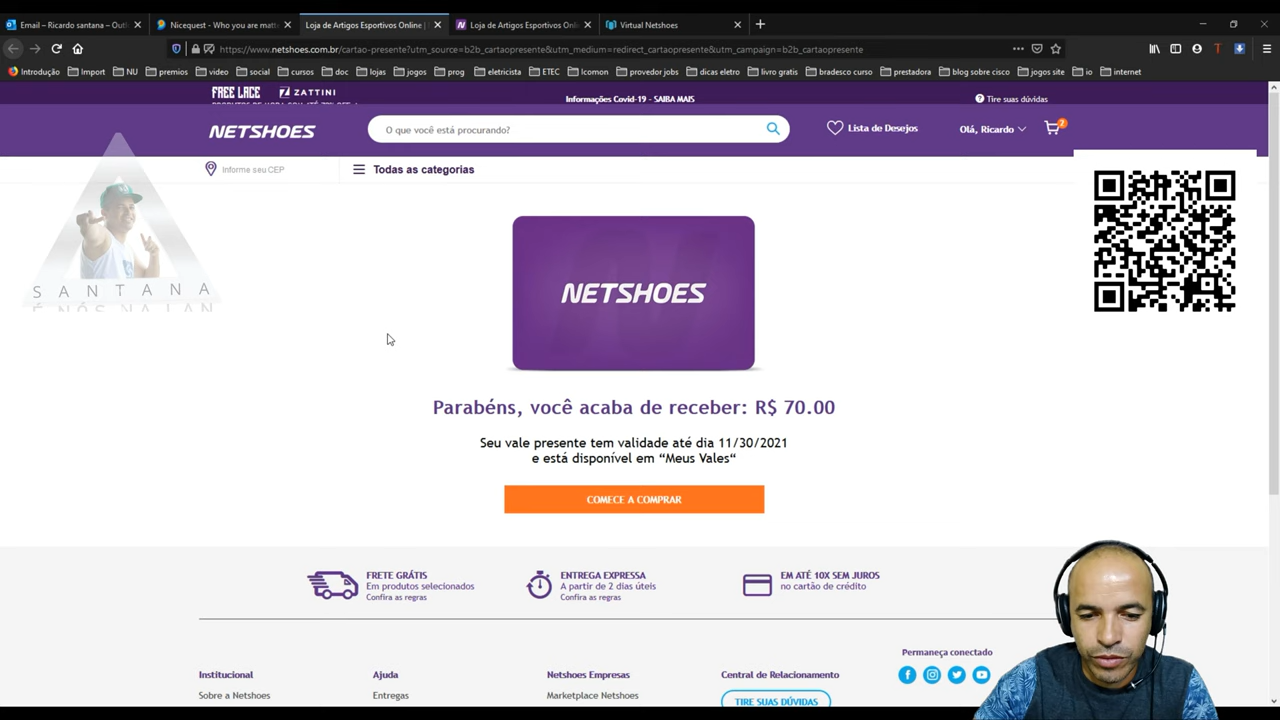 Email – Ricardo santana – Outl
Nicequest - Who you are matt
Loja de Artigos Esportivos Online |
Loja de Artigos Esportivos Onl
Virtual Netshoes
https://www.netshoes.com.br/cartao-presente?utm_source=b2b_cartaopresente&utm_medium=redirect_cartaopresente&utm_campaign=b2b_cartaopresente
Introdução
Import
NU
premios
video
social
cursos
doc
lojas
jogos
prog
eletricista
ETEC
Icomon
provedor jobs
dicas eletro
livro gratis
bradesco curso
prestadora
blog sobre cisco
jogos site
io
internet
FREE LACE
ZATTINI
Informações Covid-19 - SAIBA MAIS
Tire suas dúvidas
NETSHOES
O que você está procurando?
Lista de Desejos
Olá, Ricardo
2
Informe seu CEP
Todas as categorias
SANTANA
É NÓS NA LAN
NETSHOES
Parabéns, você acaba de receber: R$ 70.00
Seu vale presente tem validade até dia 11/30/2021
e está disponível em “Meus Vales“
COMECE A COMPRAR
FRETE GRÁTIS
Em produtos selecionados
Confira as regras
ENTREGA EXPRESSA
A partir de 2 dias úteis
Confira as regras
EM ATÉ 10X SEM JUROS
no cartão de crédito
Permaneça conectado
Institucional
Ajuda
Netshoes Empresas
Central de Relacionamento
Sobre a Netshoes
Entregas
Marketplace Netshoes
TIRE SUAS DÚVIDAS